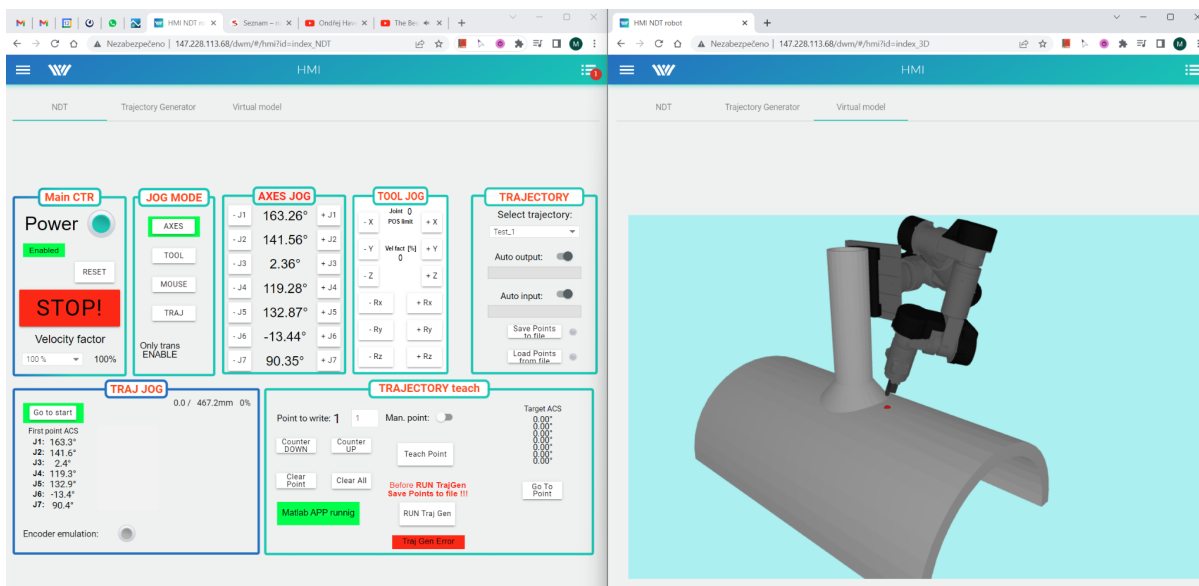 HMI NDT ro
Seznam – n
Ondřej Hav
The Be
HMI NDT robot
Nezabezpečeno | 147.228.113.68/dwm/#/hmi?id=index_NDT
Nezabezpečeno | 147.228.113.68/dwm/#/hmi?id=index_3D
HMI
1
HMI
NDT
Trajectory Generator
Virtual model
NDT
Trajectory Generator
Virtual model
Main CTR
Power
Enabled
RESET
STOP!
Velocity factor
100 %
100%
JOG MODE
AXES
TOOL
MOUSE
TRAJ
Only trans
ENABLE
AXES JOG
- J1 163.26° + J1
- J2 141.56° + J2
- J3 2.36° + J3
- J4 119.28° + J4
- J5 132.87° + J5
- J6 -13.44° + J6
- J7 90.35° + J7
TOOL JOG
Joint 0
POS limit
- X + X
Vel fact [%]
0
- Y + Y
- Z + Z
- Rx + Rx
- Ry + Ry
- Rz + Rz
TRAJECTORY
Select trajectory:
Test_1
Auto output:
Auto input:
Save Points
to file
Load Points
from file
TRAJ JOG
Go to start
0.0 / 467.2mm 0%
First point ACS
J1: 163.3°
J2: 141.6°
J3: 2.4°
J4: 119.3°
J5: 132.9°
J6: -13.4°
J7: 90.4°
Encoder emulation:
TRAJECTORY teach
Point to write: 1
1
Man. point:
Counter
DOWN
Counter
UP
Teach Point
Clear
Point
Clear All
Before RUN TrajGen
Save Points to file !!!
Matlab APP runnig
RUN Traj Gen
Traj Gen Error
Target ACS
0.00°
0.00°
0.00°
0.00°
0.00°
0.00°
0.00°
Go To
Point